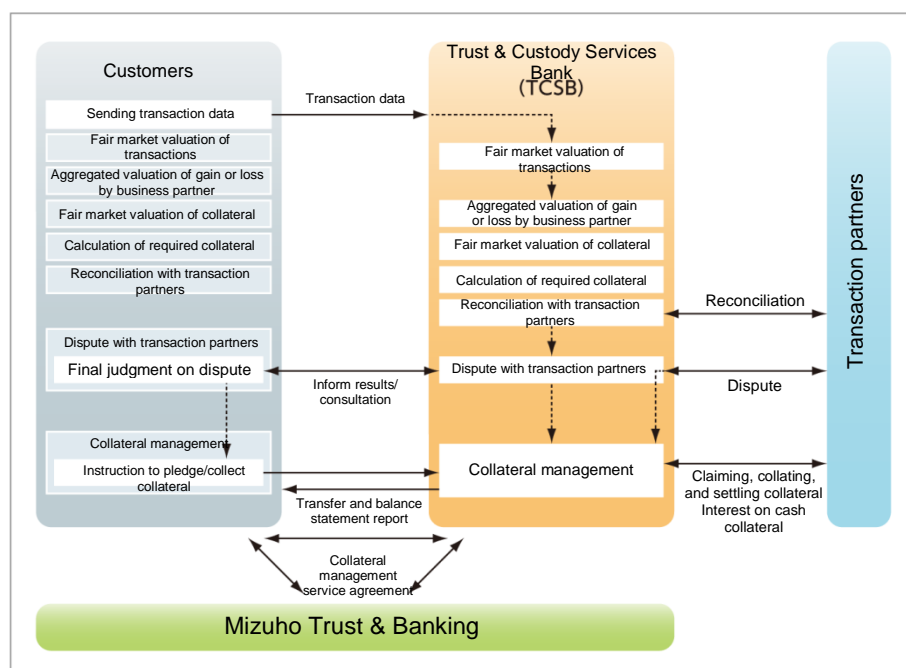 Customers
Sending transaction data
Fair market valuation of
transactions
Aggregated valuation of gain or loss
by business partner
Fair market valuation of collateral
Calculation of required collateral
Reconciliation with transaction
partners
Dispute with transaction partners
Final judgment on dispute
Collateral management
Instruction to pledge/collect
collateral
Transaction data
Inform results/
consultation
Transfer and balance
statement report
Collateral
management
service agreement
Trust & Custody Services
Bank
(TCSB)
Fair market valuation of
transactions
Aggregated valuation of gain
or loss by business partner
Fair market valuation of collateral
Calculation of required collateral
Reconciliation with transaction
partners
Dispute with transaction partners
Collateral management
Reconciliation
Dispute
Claiming, collating,
and settling collateral
Interest on cash
collateral
Transaction partners
Mizuho Trust & Banking